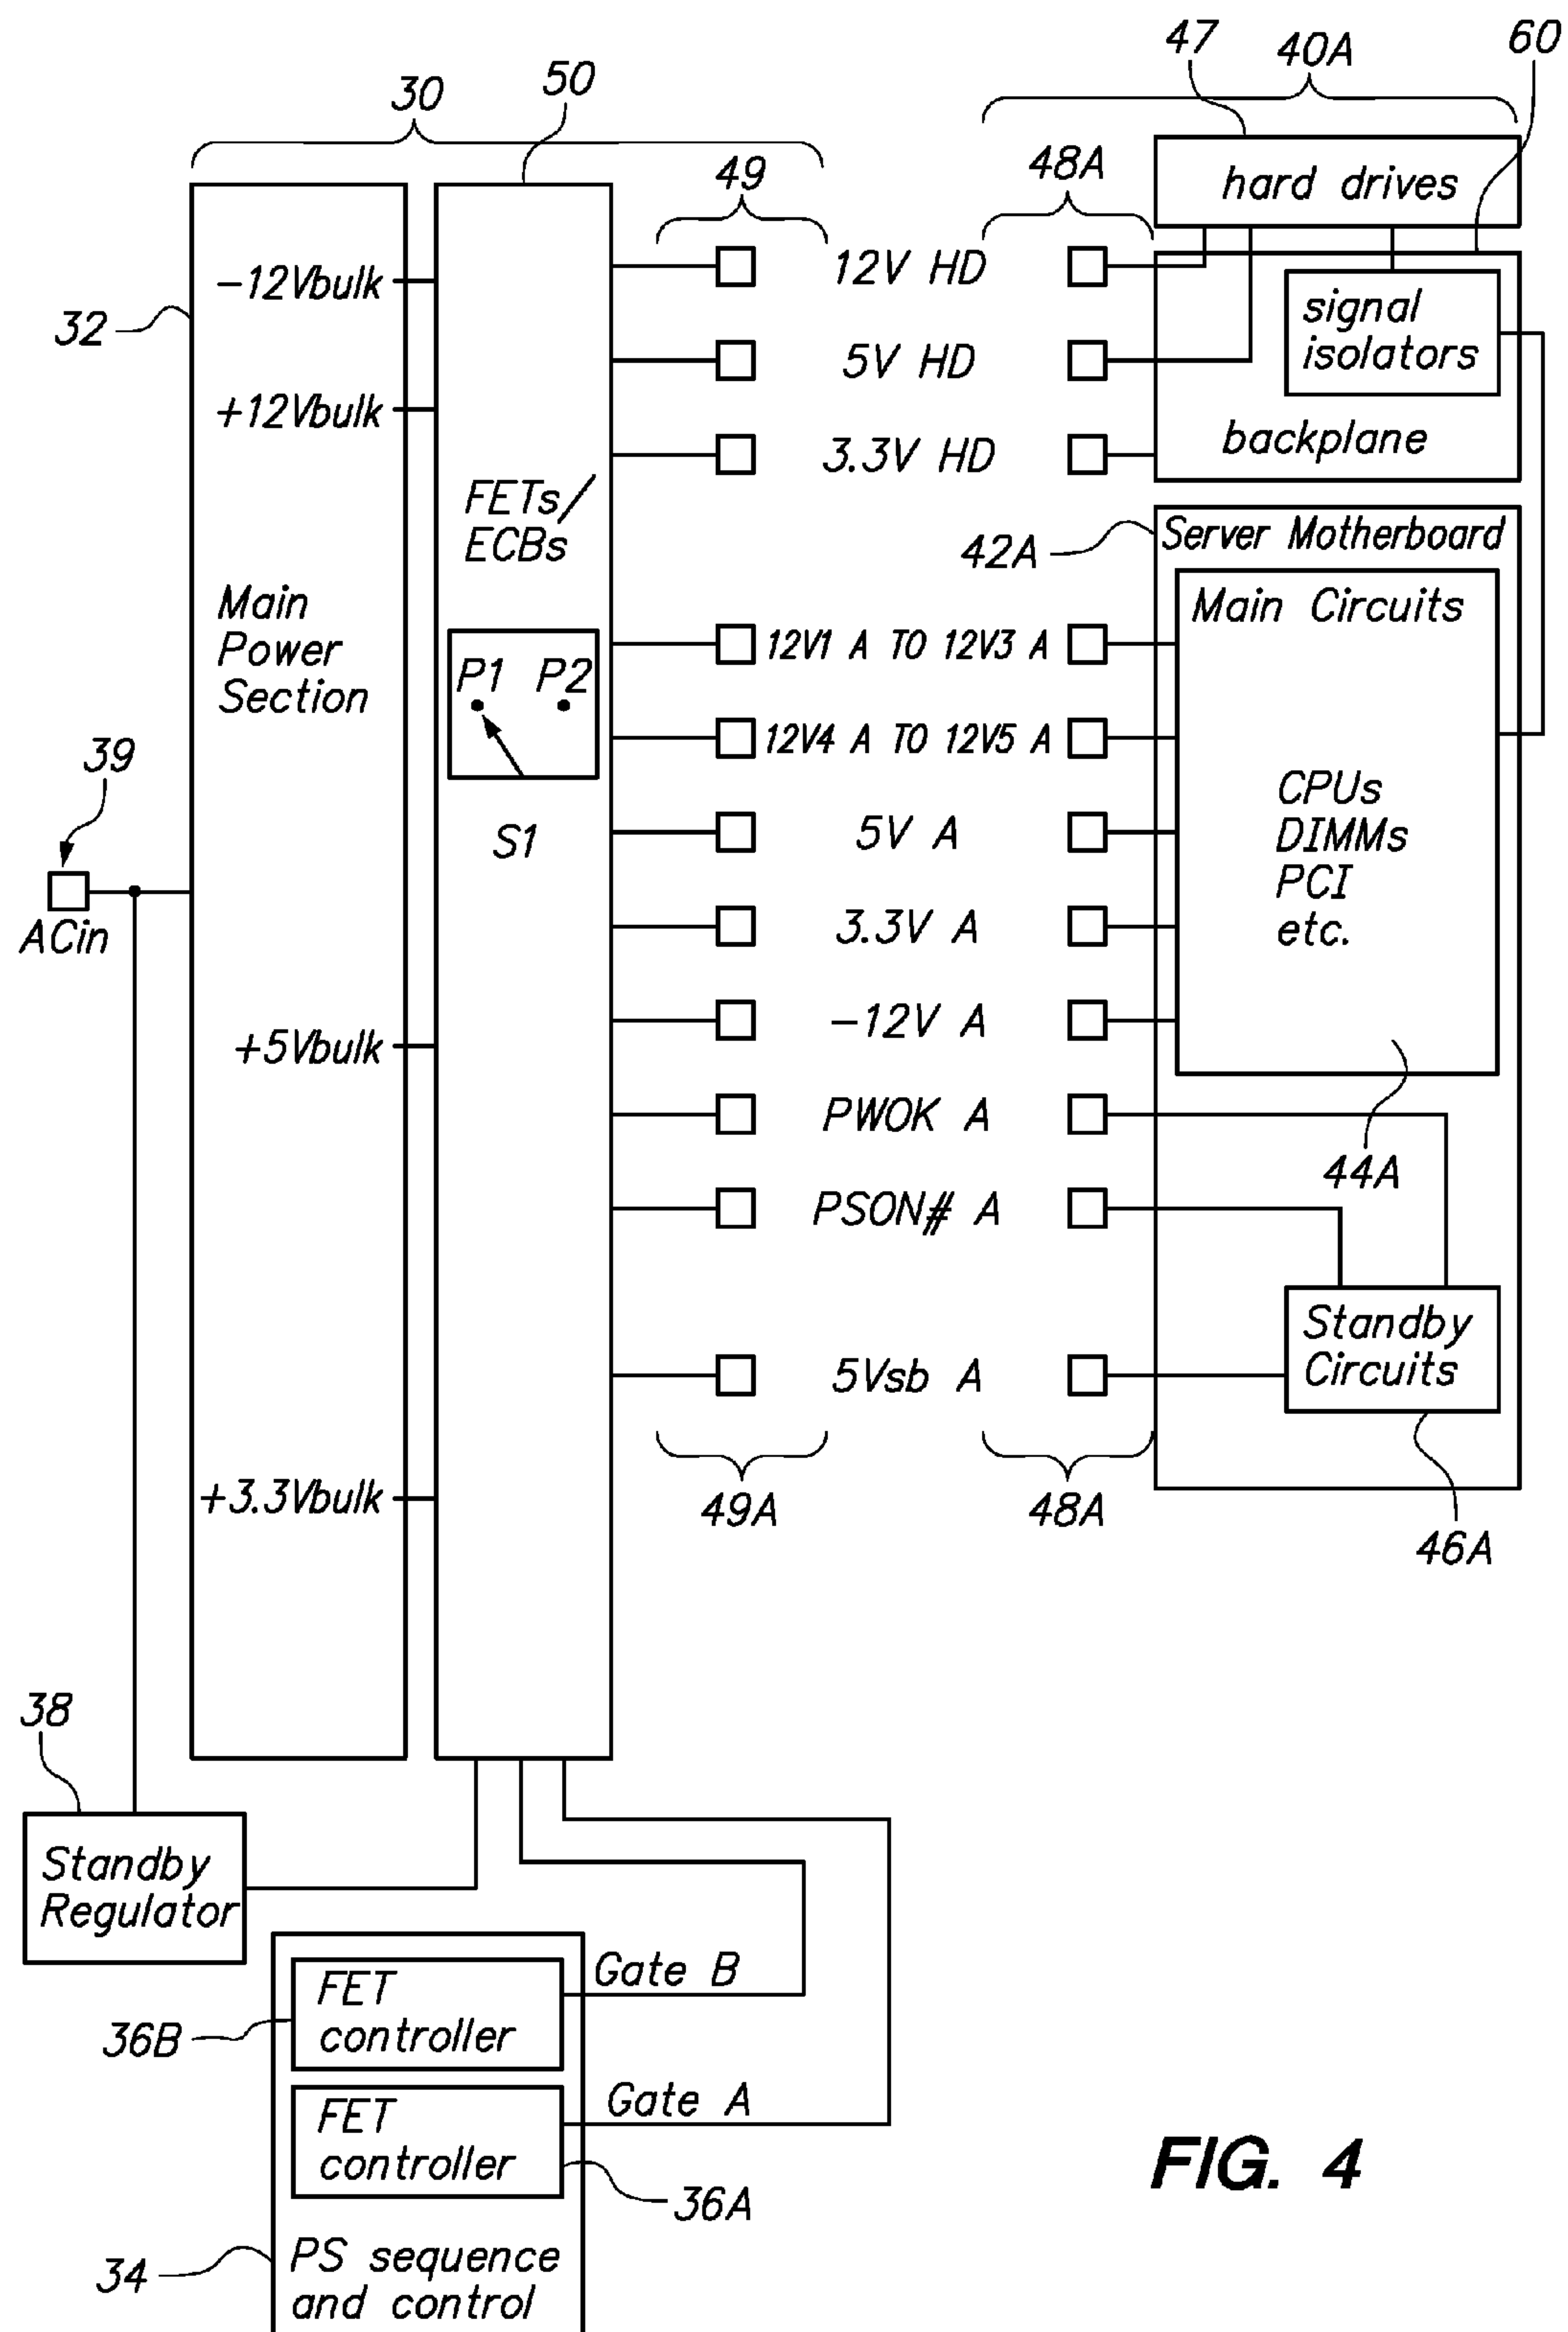 47
40A
60
50
30
49
48A
hard drives
12V HD
-12Vbulk
signal
isolators
32
5V HD
+12Vbulk
3.3V HD
backplane
FETs/
ECBs
42A
Server Motherboard
Main
Power
Section
Main Circuits
12V1 A TO 12V3 A
P1 P2
12V4 A TO 12V5 A
39
CPUs
DIMMs
PCI
etc.
S1
5V A
ACin
3.3V A
+5Vbulk
-12V A
PWOK A
44A
PSON# A
Standby
Circuits
5Vsb A
+3.3Vbulk
49A
48A
46A
38
Standby
Regulator
Gate B
FET
controller
36B
Gate A
FET
controller
36A
34
PS sequence
and control
FIG. 4